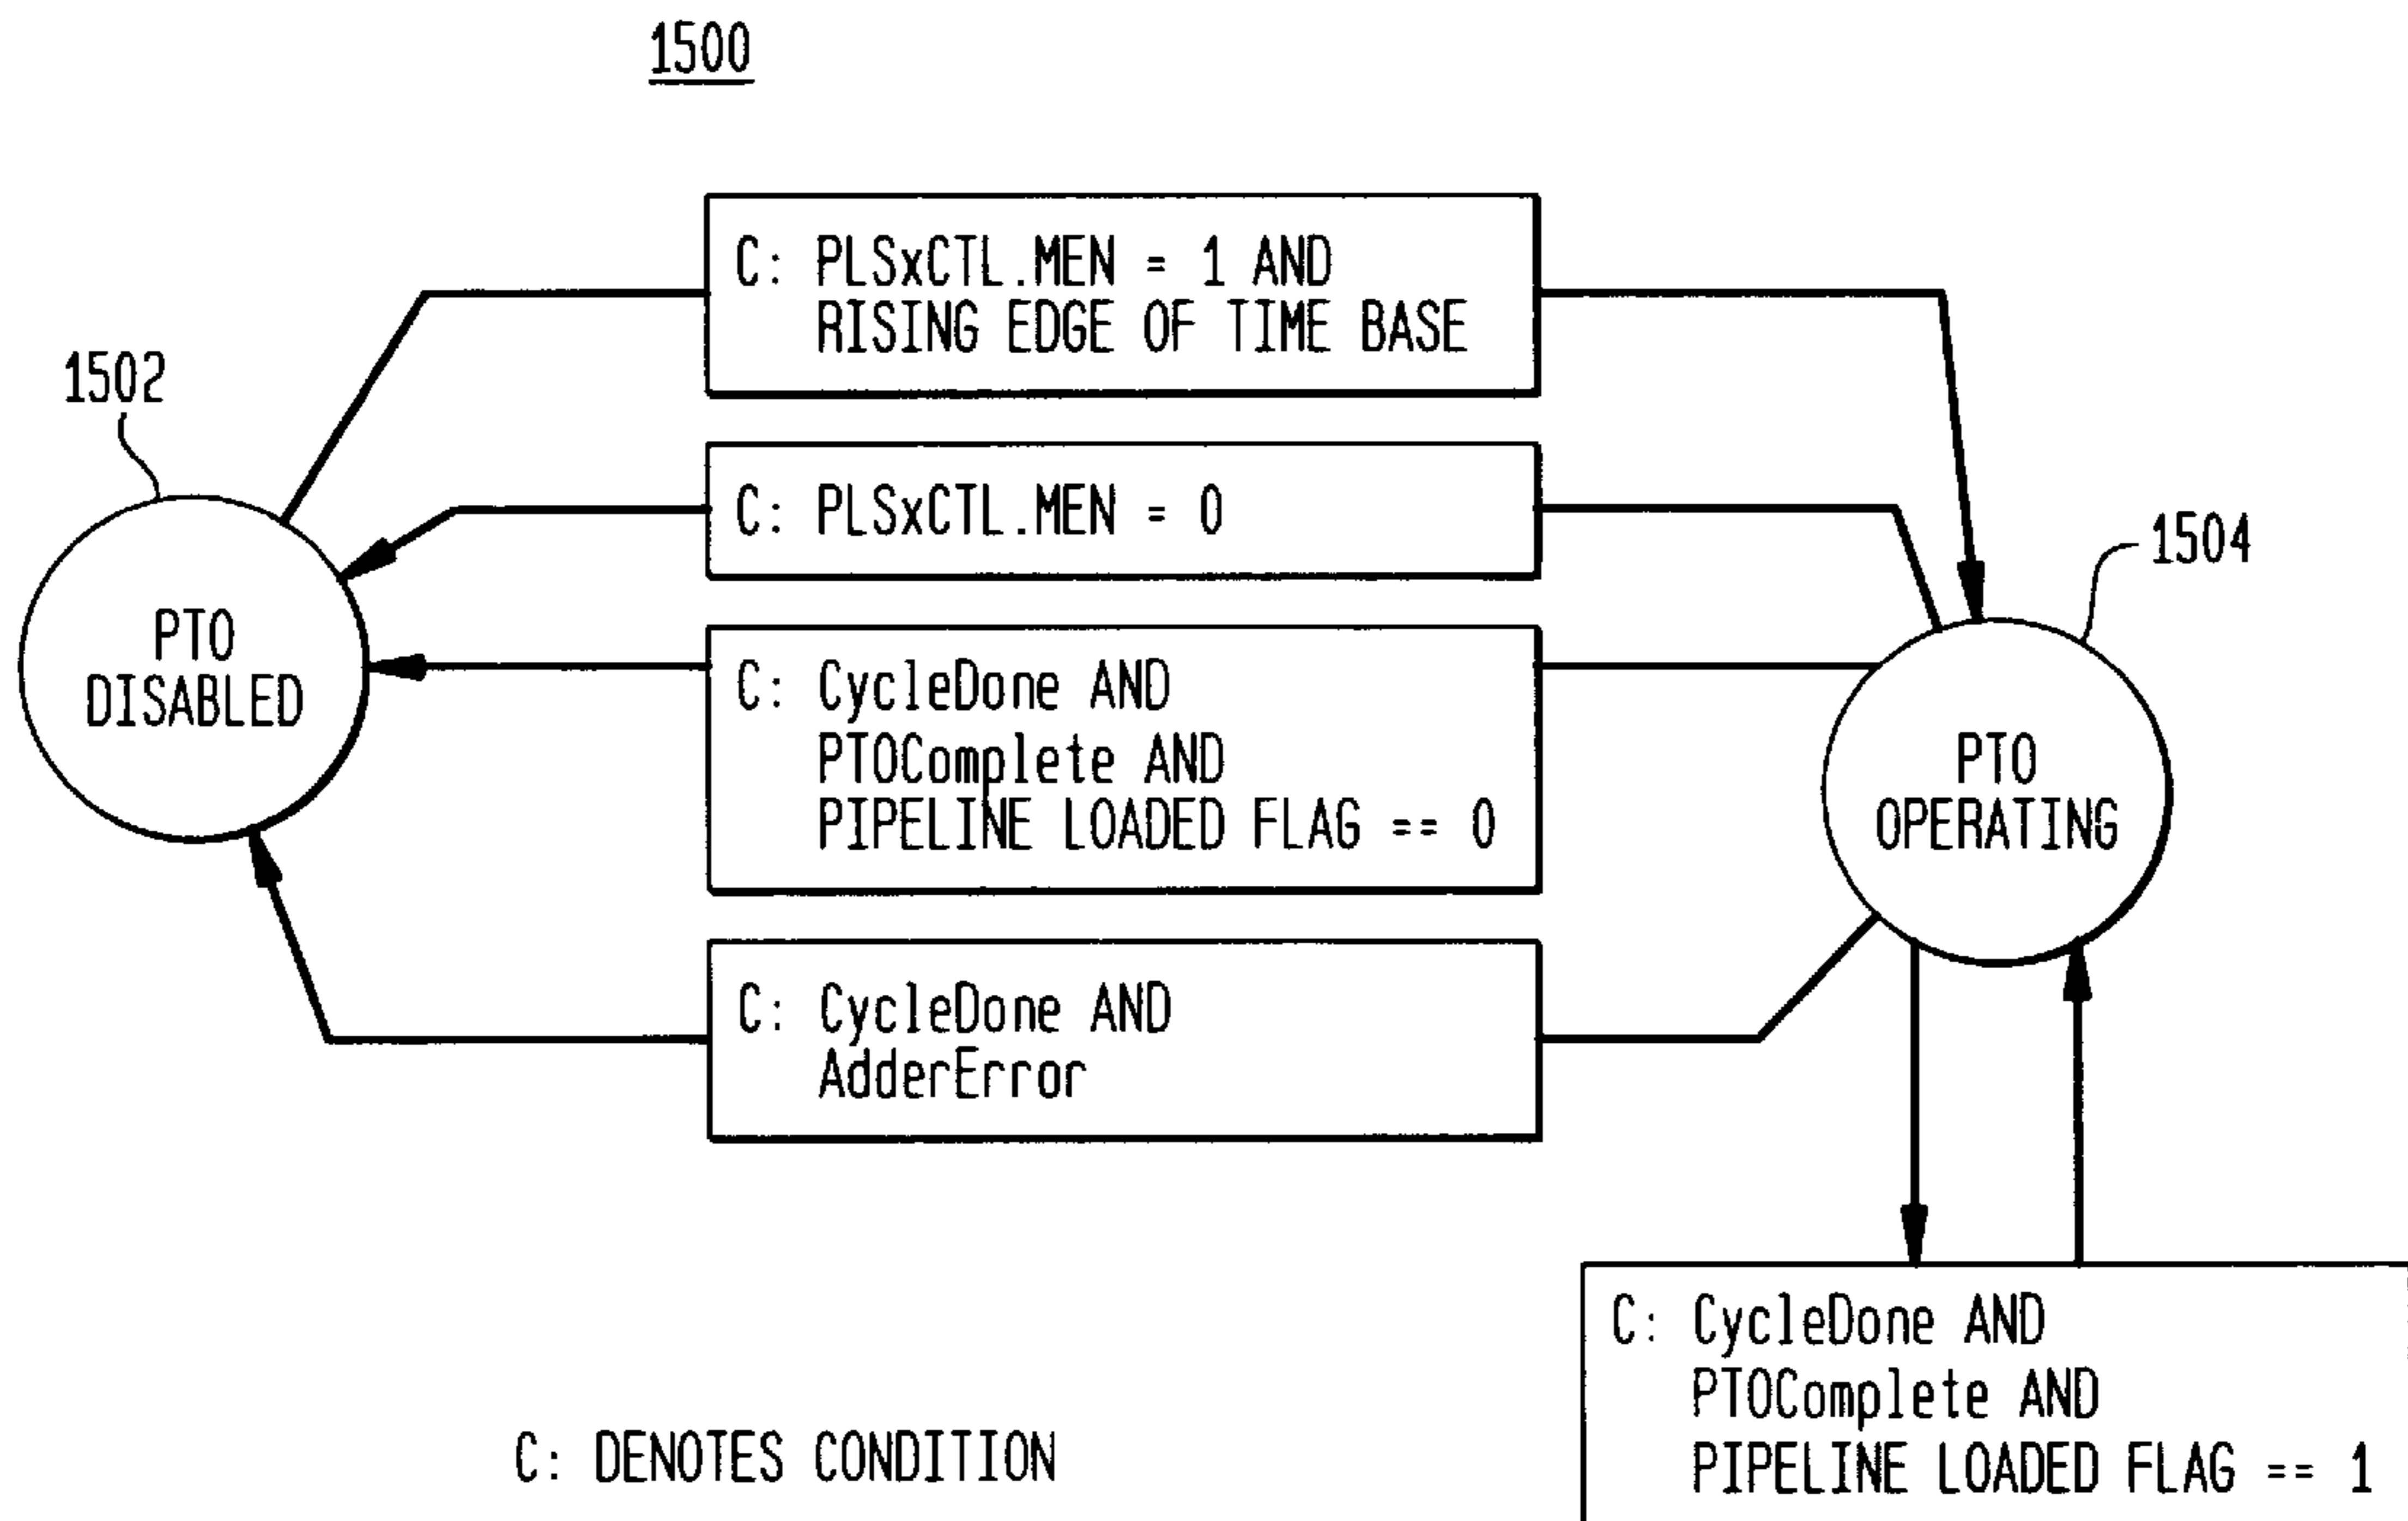 1500
C: PLSxCTL.MEN = 1 AND
RISING EDGE OF TIME BASE
1502
C: PLSxCTL.MEN = 0
1504
PTO
DISABLED
C: CycleDone AND
PTOComplete AND
PIPELINE LOADED FLAG == 0
PTO
OPERATING
C: CycleDone AND
AdderError
C: CycleDone AND
PTOComplete AND
PIPELINE LOADED FLAG == 1
C: DENOTES CONDITION